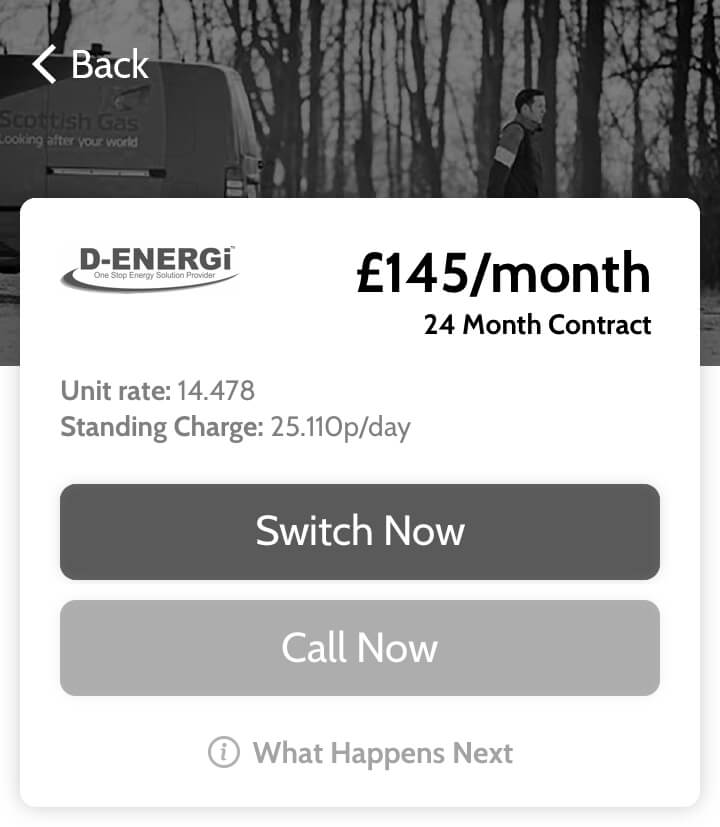 Back
Scottish Gas
Looking after your world
D-ENERGi™
One Stop Energy Solution Provider
£145/month
24 Month Contract
Unit rate: 14.478
Standing Charge: 25.110p/day
Switch Now
Call Now
What Happens Next